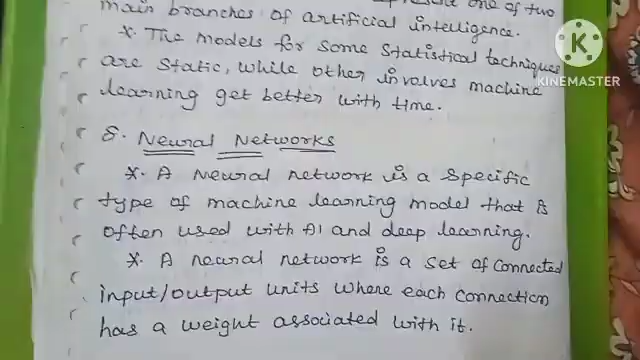 one of two
main branches of artificial intelligence.
*. The models for some statistical techniques
are static, while other involves machine
learning get better with time.
8. Neural Networks
*. A neural network is a specific
type of machine learning model that is
often used with AI and deep learning.
*. A neural network is a set of connected
input/output units where each connection
has a weight associated with it.
K
KINEMASTER